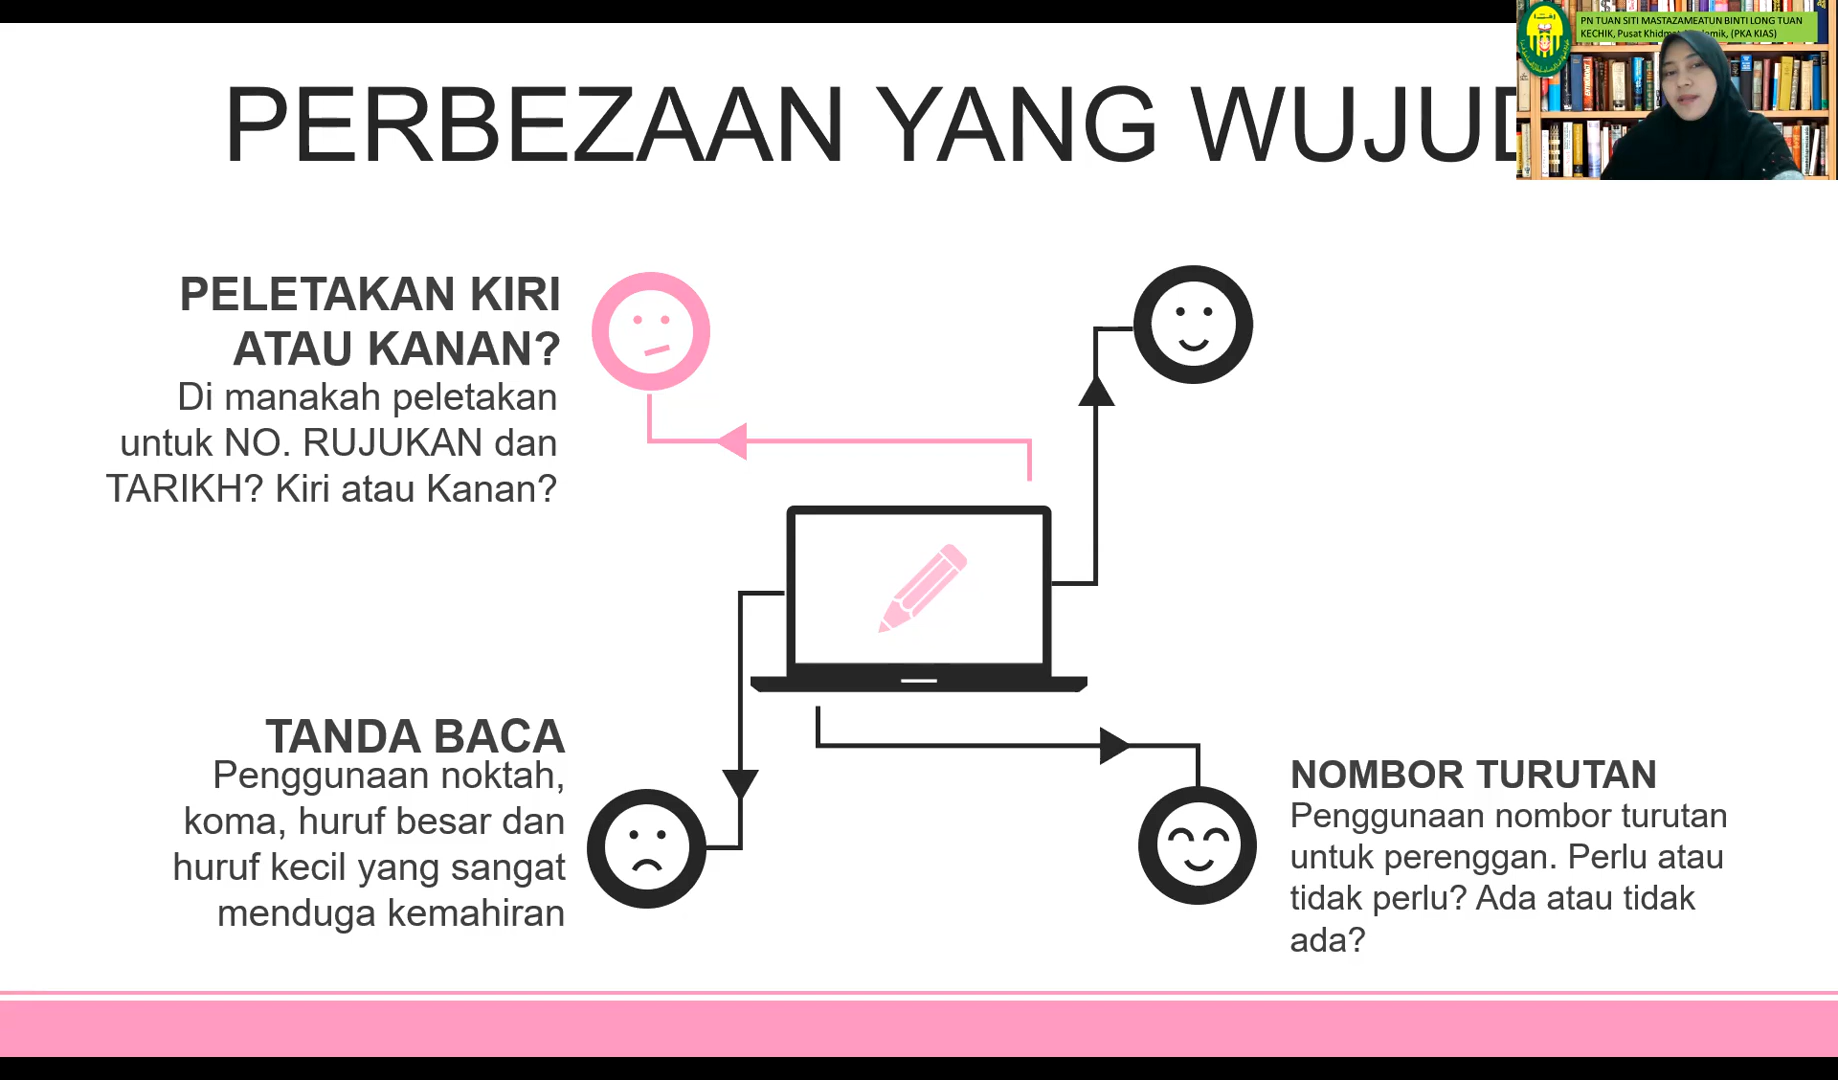 PERBEZAAN YANG WUJUD
PN TUAN SITI MASTAZAMEATUN BINTI LONG TUAN
KECHIK, Pusat (PKA KIAS)
PELETAKAN KIRI
ATAU KANAN?
Di manakah peletakan
untuk NO. RUJUKAN dan
TARIKH? Kiri atau Kanan?
TANDA BACA
Penggunaan noktah,
koma, huruf besar dan
huruf kecil yang sangat
menduga kemahiran
NOMBOR TURUTAN
Penggunaan nombor turutan
untuk perenggan. Perlu atau
tidak perlu? Ada atau tidak
ada?